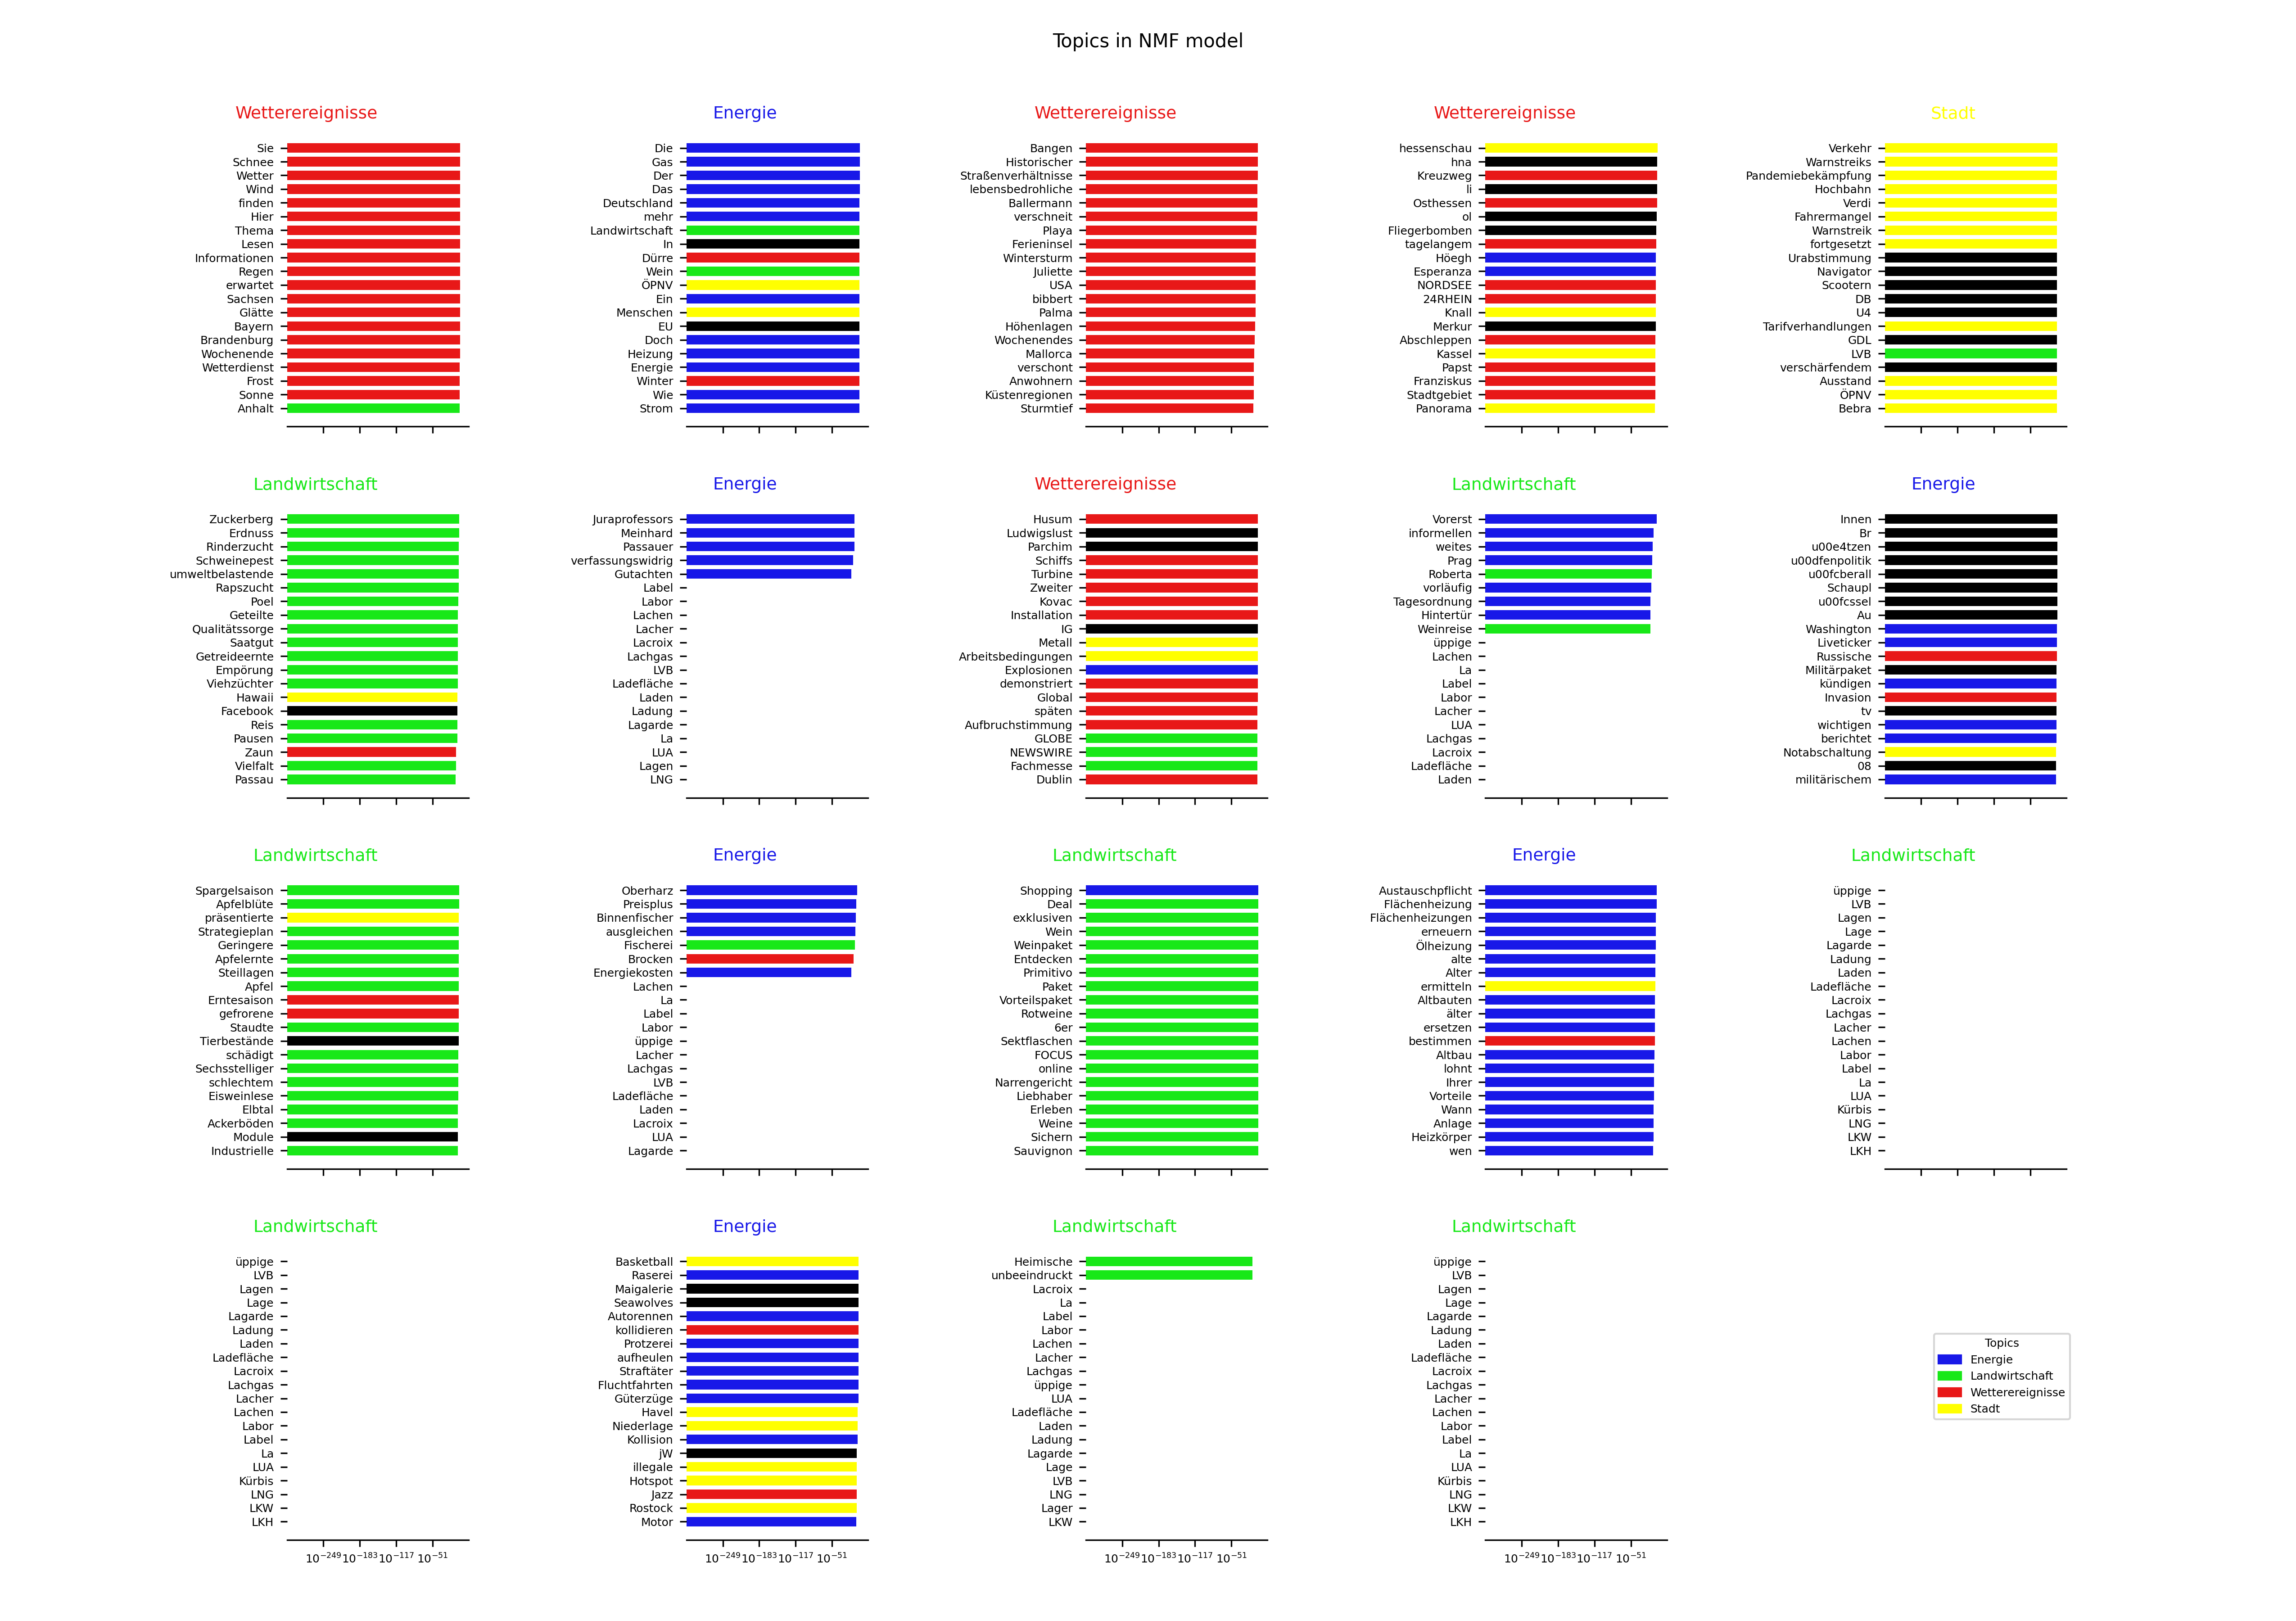 Topics in NMF model
Wetterereignisse
Sie
Schnee
Wetter
Wind
finden
Hier
Thema
Lesen
Informationen
Regen
erwartet
Sachsen
Glätte
Bayern
Brandenburg
Wochenende
Wetterdienst
Frost
Sonne
Anhalt
Energie
Die
Gas
Der
Das
Deutschland
mehr
Landwirtschaft
In
Dürre
Wein
ÖPNV
Ein
Menschen
EU
Doch
Heizung
Energie
Winter
Wie
Strom
Wetterereignisse
Bangen
Historischer
Straßenverhältnisse
lebensbedrohliche
Ballermann
verschneit
Playa
Ferieninsel
Wintersturm
Juliette
USA
bibbert
Palma
Höhenlagen
Wochenendes
Mallorca
verschont
Anwohnern
Küstenregionen
Sturmtief
Wetterereignisse
hessenschau
hna
Kreuzweg
li
Osthessen
ol
Fliegerbomben
tagelangem
Höegh
Esperanza
NORDSEE
24RHEIN
Knall
Merkur
Abschleppen
Kassel
Papst
Franziskus
Stadtgebiet
Panorama
Stadt
Verkehr
Warnstreiks
Pandemiebekämpfung
Hochbahn
Verdi
Fahrermangel
Warnstreik
fortgesetzt
Urabstimmung
Navigator
Scootern
DB
U4
Tarifverhandlungen
GDL
LVB
verschärfendem
Ausstand
ÖPNV
Bebra
Landwirtschaft
Zuckerberg
Erdnuss
Rinderzucht
Schweinepest
umweltbelastende
Rapszucht
Poel
Geteilte
Qualitätssorge
Saatgut
Getreideernte
Empörung
Viehzüchter
Hawaii
Facebook
Reis
Pausen
Zaun
Vielfalt
Passau
Energie
Juraprofessors
Meinhard
Passauer
verfassungswidrig
Gutachten
Label
Labor
Lachen
Lacher
Lacroix
Lachgas
LVB
Ladefläche
Laden
Ladung
Lagarde
La
LUA
Lagen
LNG
Wetterereignisse
Husum
Ludwigslust
Parchim
Schiffs
Turbine
Zweiter
Kovac
Installation
IG
Metall
Arbeitsbedingungen
Explosionen
demonstriert
Global
späten
Aufbruchstimmung
GLOBE
NEWSWIRE
Fachmesse
Dublin
Landwirtschaft
Vorerst
informellen
weites
Prag
Roberta
vorläufig
Tagesordnung
Hintertür
Weinreise
üppige
Lachen
La
Label
Labor
Lacher
LUA
Lachgas
Lacroix
Ladefläche
Laden
Energie
Innen
Br
u00e4tzen
u00dfenpolitik
u00fcberall
Schaupl
u00fcssel
Au
Washington
Liveticker
Russische
Militärpaket
kündigen
Invasion
tv
wichtigen
berichtet
Notabschaltung
08
militärischem
Landwirtschaft
Spargelsaison
Apfelblüte
präsentierte
Strategieplan
Geringere
Apfelernte
Steillagen
Apfel
Erntesaison
gefrorene
Staudte
Tierbestände
schädigt
Sechsstelliger
schlechtem
Eisweinlese
Elbtal
Ackerböden
Module
Industrielle
Energie
Oberharz
Preisplus
Binnenfischer
ausgleichen
Fischerei
Brocken
Energiekosten
Lachen
La
Label
Labor
üppige
Lacher
Lachgas
LVB
Ladefläche
Laden
Lacroix
LUA
Lagarde
Landwirtschaft
Shopping
Deal
exklusiven
Wein
Weinpaket
Entdecken
Primitivo
Paket
Vorteilspaket
Rotweine
6er
Sektflaschen
FOCUS
online
Narrengericht
Liebhaber
Erleben
Weine
Sichern
Sauvignon
Energie
Austauschpflicht
Flächenheizung
Flächenheizungen
erneuern
Ölheizung
alte
Alter
ermitteln
Altbauten
älter
ersetzen
bestimmen
Altbau
lohnt
Ihrer
Vorteile
Wann
Anlage
Heizkörper
wen
Landwirtschaft
üppige
LVB
Lagen
Lage
Lagarde
Ladung
Laden
Ladefläche
Lacroix
Lachgas
Lacher
Lachen
Labor
Label
La
LUA
Kürbis
LNG
LKW
LKH
Landwirtschaft
üppige
LVB
Lagen
Lage
Lagarde
Ladung
Laden
Ladefläche
Lacroix
Lachgas
Lacher
Lachen
Labor
Label
La
LUA
Kürbis
LNG
LKW
LKH
10⁻²⁴⁹ 10⁻¹⁸³ 10⁻¹¹⁷ 10⁻⁵¹
Energie
Basketball
Raserei
Maigalerie
Seawolves
Autorennen
kollidieren
Protzerei
aufheulen
Straftäter
Fluchtfahrten
Güterzüge
Havel
Niederlage
Kollision
jW
illegale
Hotspot
Jazz
Rostock
Motor
10⁻²⁴⁹ 10⁻¹⁸³ 10⁻¹¹⁷ 10⁻⁵¹
Landwirtschaft
Heimische
unbeeindruckt
Lacroix
La
Label
Labor
Lachen
Lacher
Lachgas
üppige
LUA
Ladefläche
Laden
Ladung
Lagarde
Lage
LVB
LNG
Lager
LKW
10⁻²⁴⁹ 10⁻¹⁸³ 10⁻¹¹⁷ 10⁻⁵¹
Landwirtschaft
üppige
LVB
Lagen
Lage
Lagarde
Ladung
Laden
Ladefläche
Lacroix
Lachgas
Lacher
Lachen
Labor
Label
La
LUA
Kürbis
LNG
LKW
LKH
10⁻²⁴⁹ 10⁻¹⁸³ 10⁻¹¹⁷ 10⁻⁵¹
Topics
Energie
Landwirtschaft
Wetterereignisse
Stadt